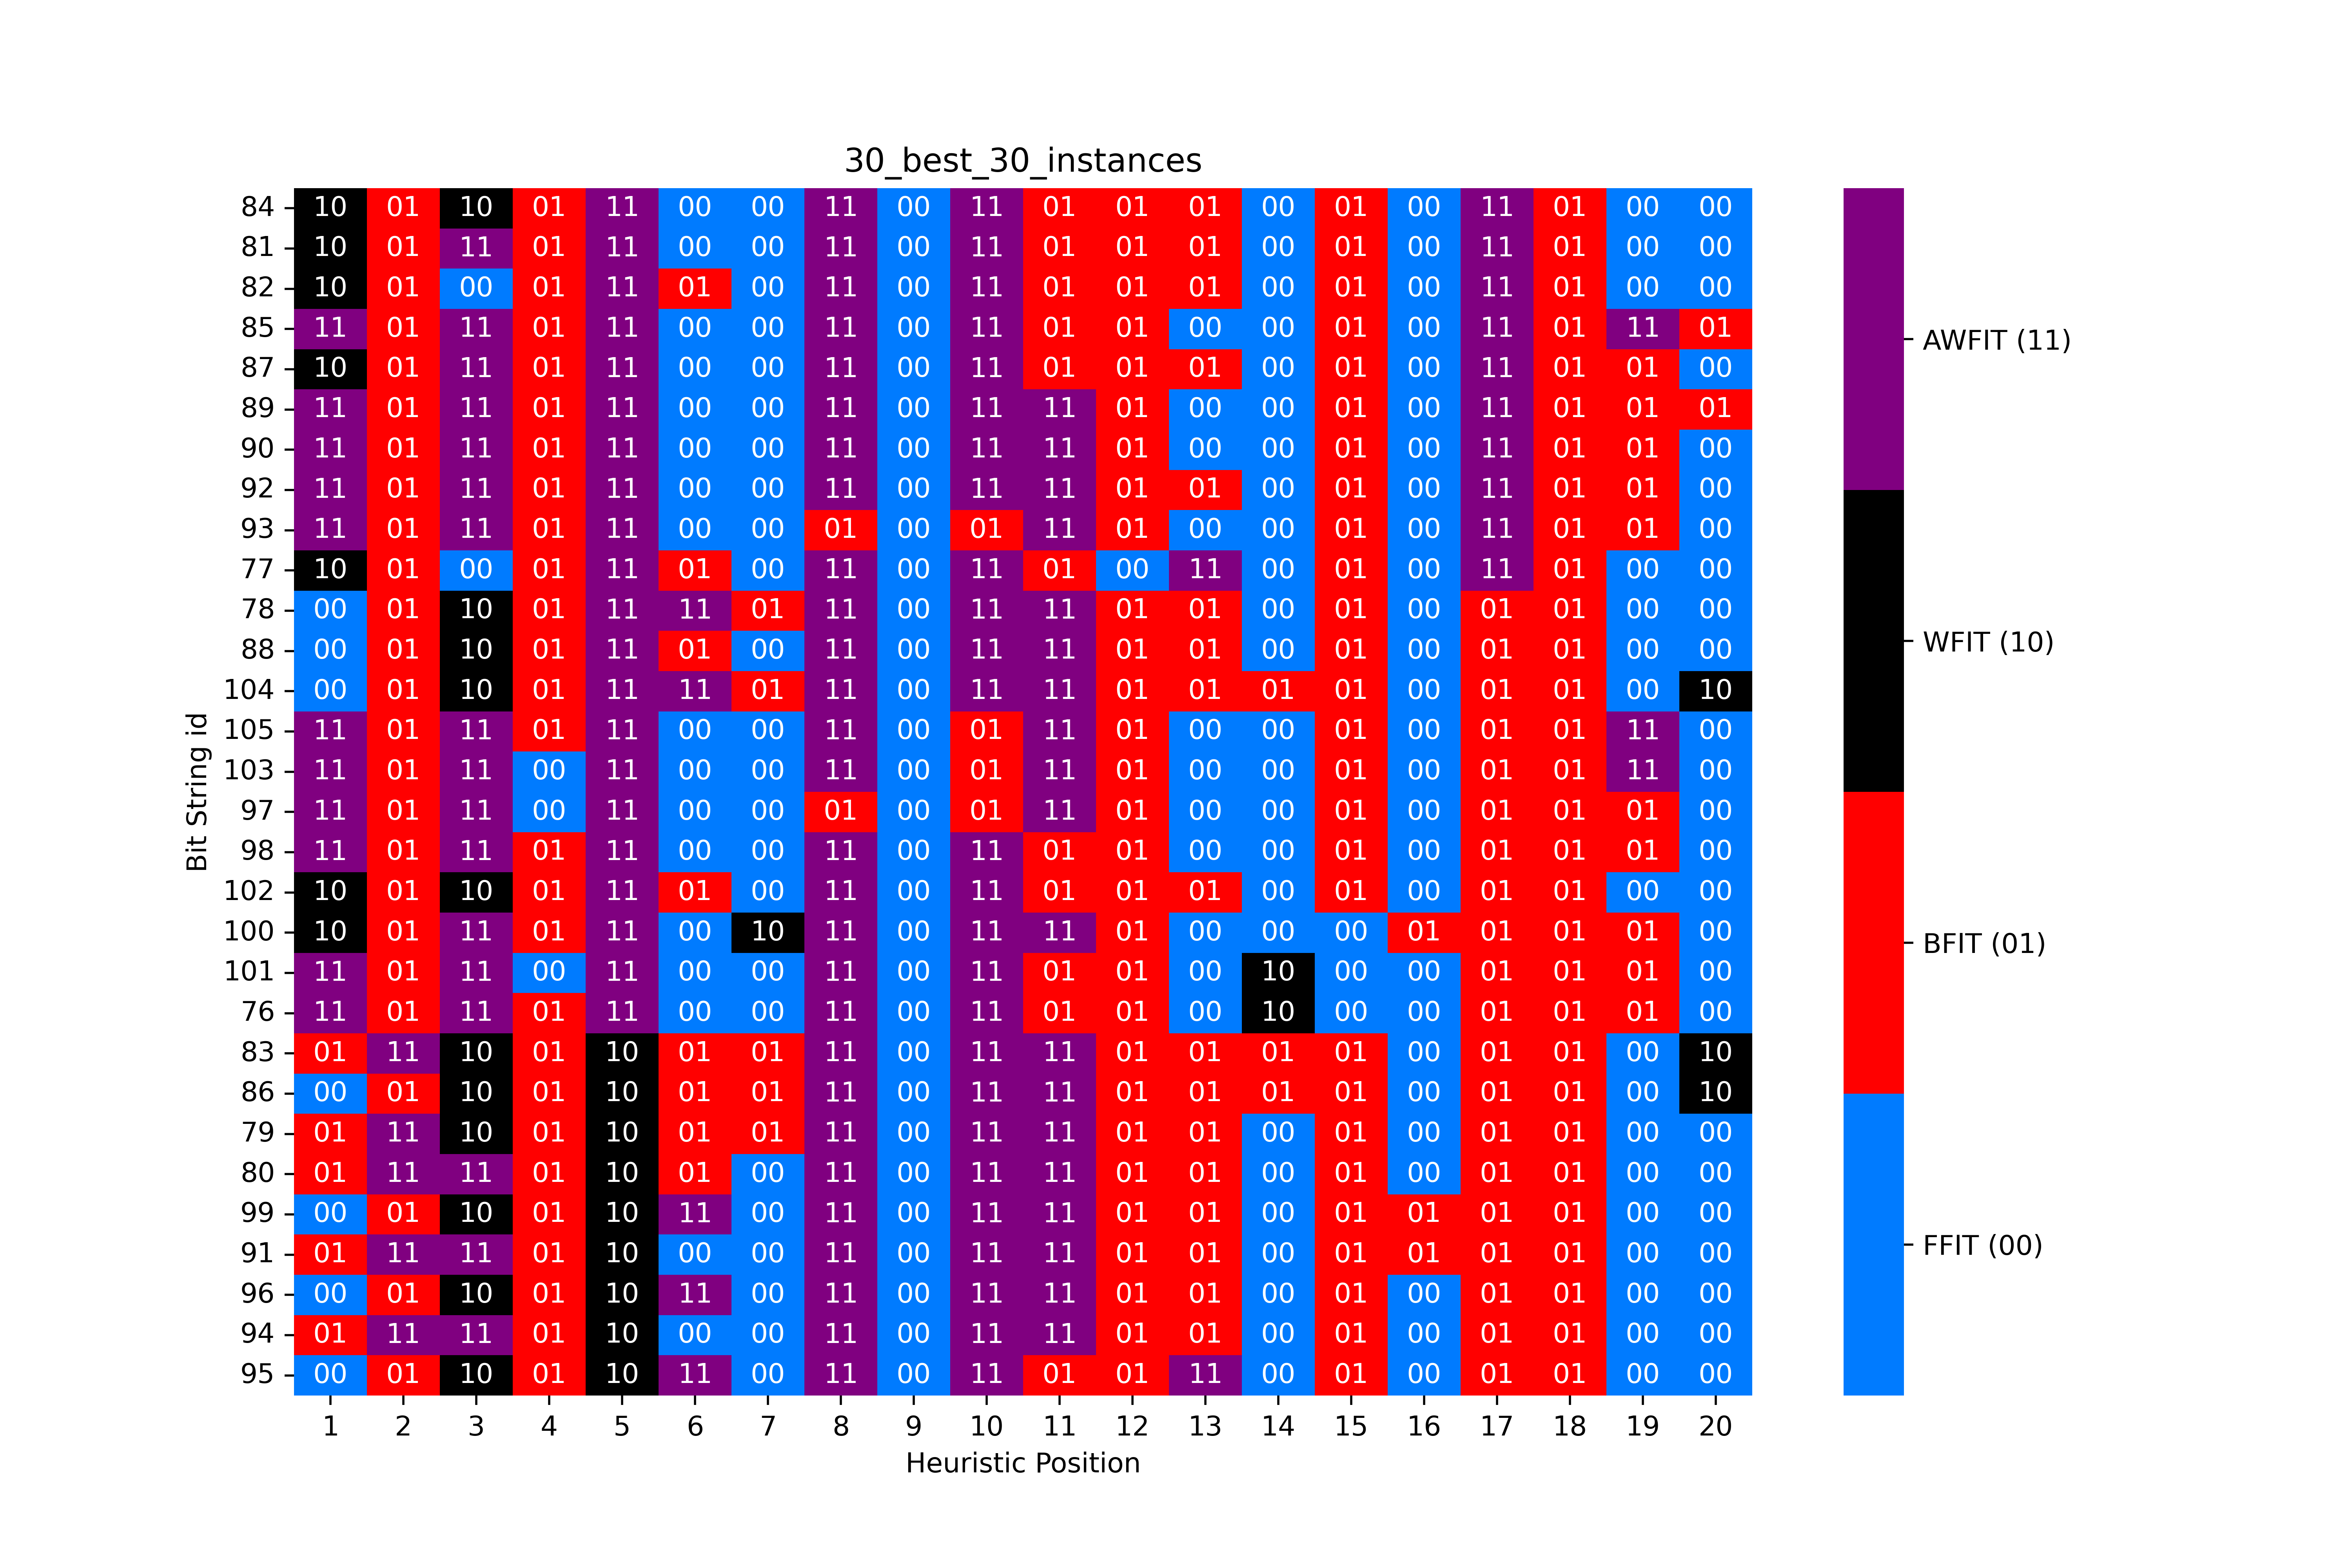 30_best_30_instances
84 10 01 10 01 11 00 00 11 00 11 01 01 01 00 01 00 11 01 00 00
81 10 01 11 01 11 00 00 11 00 11 01 01 01 00 01 00 11 01 00 00
82 10 01 00 01 11 01 00 11 00 11 01 01 01 00 01 00 11 01 00 00
85 11 01 11 01 11 00 00 11 00 11 01 01 00 00 01 00 11 01 11 01
87 10 01 11 01 11 00 00 11 00 11 01 01 01 00 01 00 11 01 01 00
89 11 01 11 01 11 00 00 11 00 11 11 01 00 00 01 00 11 01 01 01
90 11 01 11 01 11 00 00 11 00 11 11 01 00 00 01 00 11 01 01 00
92 11 01 11 01 11 00 00 11 00 11 11 01 01 00 01 00 11 01 01 00
93 11 01 11 01 11 00 00 01 00 01 11 01 00 00 01 00 11 01 01 00
77 10 01 00 01 11 01 00 11 00 11 01 00 11 00 01 00 11 01 00 00
78 00 01 10 01 11 11 01 11 00 11 11 01 01 00 01 00 01 01 00 00
88 00 01 10 01 11 01 00 11 00 11 11 01 01 00 01 00 01 01 00 00
104 00 01 10 01 11 11 01 11 00 11 11 01 01 01 01 00 01 01 00 10
105 11 01 11 01 11 00 00 11 00 01 11 01 00 00 01 00 01 01 11 00
103 11 01 11 00 11 00 00 11 00 01 11 01 00 00 01 00 01 01 11 00
97 11 01 11 00 11 00 00 01 00 01 11 01 00 00 01 00 01 01 01 00
98 11 01 11 01 11 00 00 11 00 11 01 01 00 00 01 00 01 01 01 00
102 10 01 10 01 11 01 00 11 00 11 01 01 01 00 01 00 01 01 00 00
100 10 01 11 01 11 00 10 11 00 11 11 01 00 00 00 01 01 01 01 00
101 11 01 11 00 11 00 00 11 00 11 01 01 00 10 00 00 01 01 01 00
76 11 01 11 01 11 00 00 11 00 11 01 01 00 10 00 00 01 01 01 00
83 01 11 10 01 10 01 01 11 00 11 11 01 01 01 01 00 01 01 00 10
86 00 01 10 01 10 01 01 11 00 11 11 01 01 01 01 00 01 01 00 10
79 01 11 10 01 10 01 01 11 00 11 11 01 01 00 01 00 01 01 00 00
80 01 11 11 01 10 01 00 11 00 11 11 01 01 00 01 00 01 01 00 00
99 00 01 10 01 10 11 00 11 00 11 11 01 01 00 01 01 01 01 00 00
91 01 11 11 01 10 00 00 11 00 11 11 01 01 00 01 01 01 01 00 00
96 00 01 10 01 10 11 00 11 00 11 11 01 01 00 01 00 01 01 00 00
94 01 11 11 01 10 00 00 11 00 11 11 01 01 00 01 00 01 01 00 00
95 00 01 10 01 10 11 00 11 00 11 01 01 11 00 01 00 01 01 00 00
1 2 3 4 5 6 7 8 9 10 11 12 13 14 15 16 17 18 19 20
Heuristic Position
Bit String id
AWFIT (11)
WFIT (10)
BFIT (01)
FFIT (00)